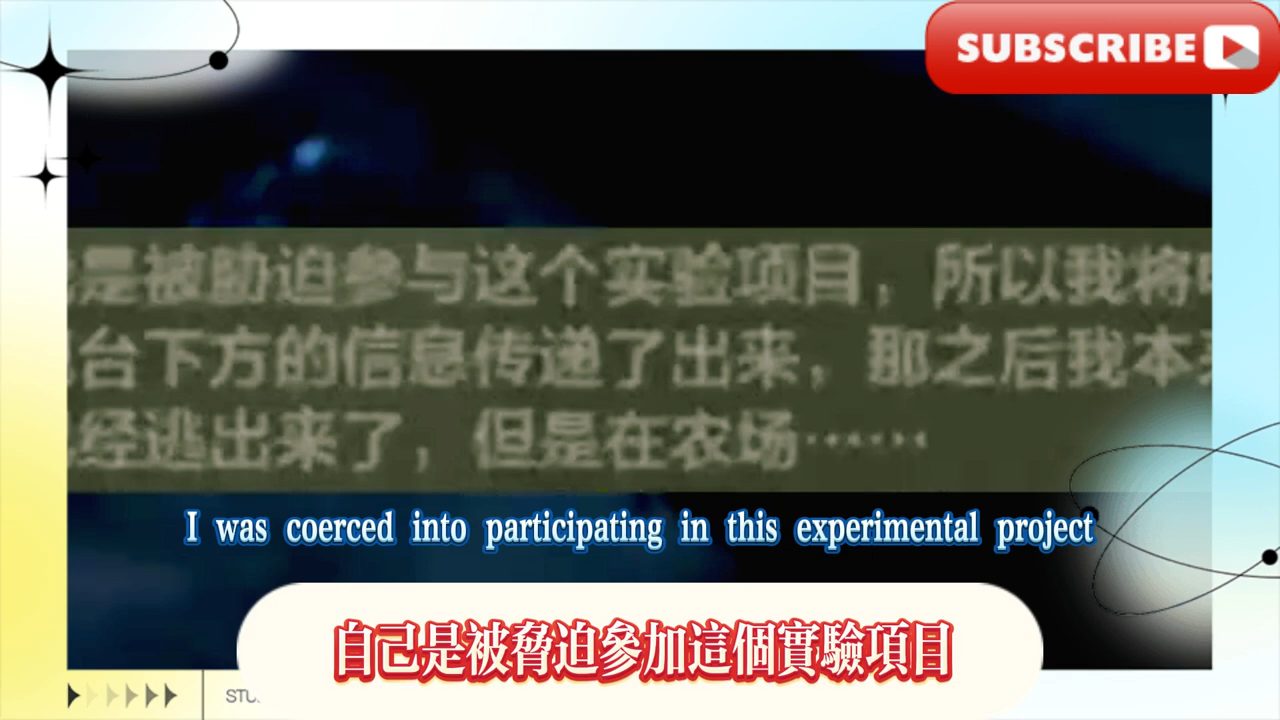 SUBSCRIBE
是被胁迫参与这个实验项目，所以我将
台下方的信息传递了出来，那之后我本
经逃出来了，但是在农场……
I was coerced into participating in this experimental project
自己是被脅迫參加這個實驗項目